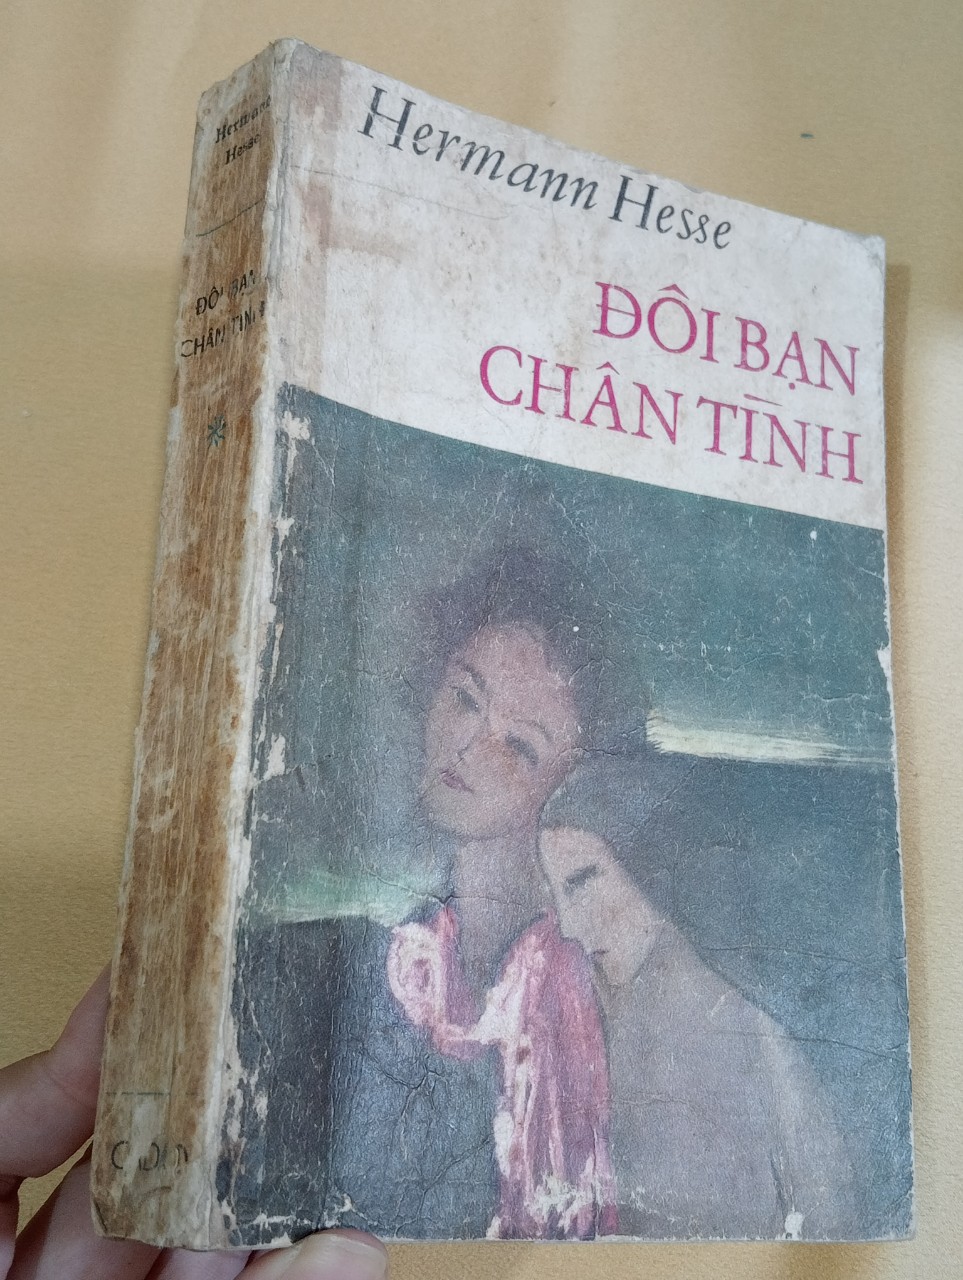 Hermann Hesse
ĐÔI BẠN
CHÂN TÌNH
Hermann
Hesse
ĐÔI BẠN
CHÂN TÌNH